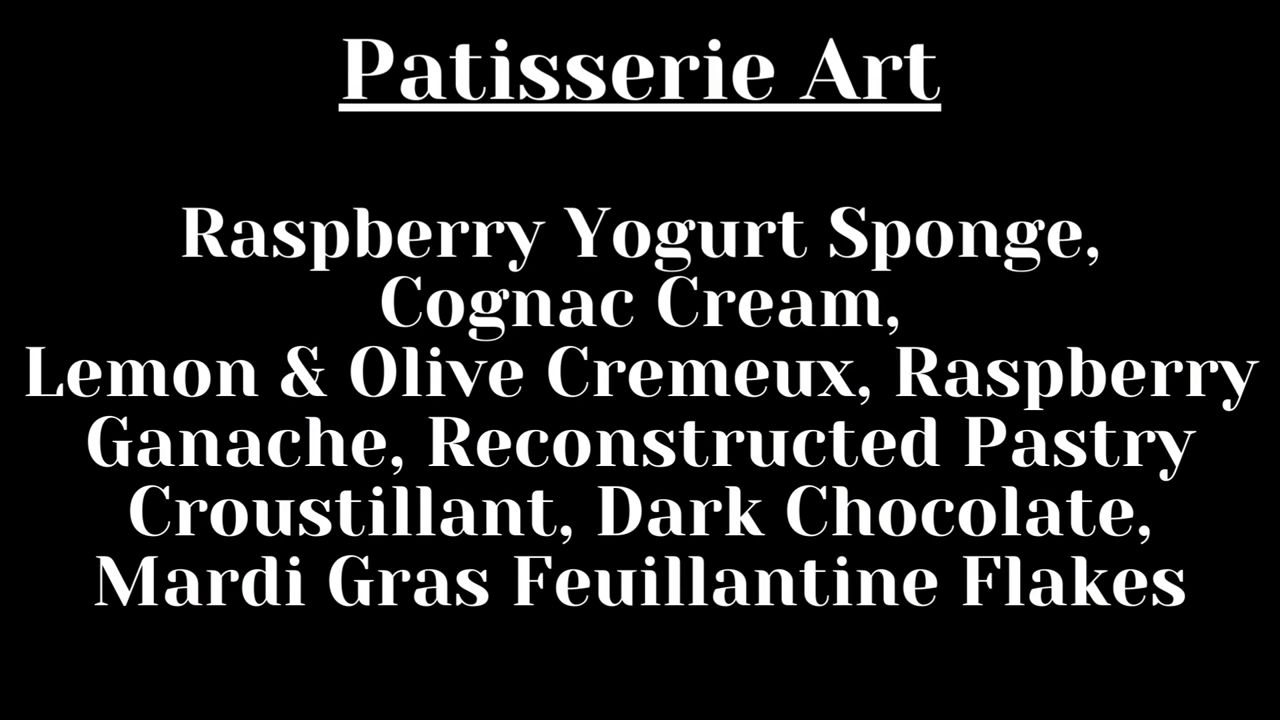 Patisserie Art
Raspberry Yogurt Sponge,
Cognac Cream,
Lemon & Olive Cremeux, Raspberry
Ganache, Reconstructed Pastry
Croustillant, Dark Chocolate,
Mardi Gras Feuillantine Flakes